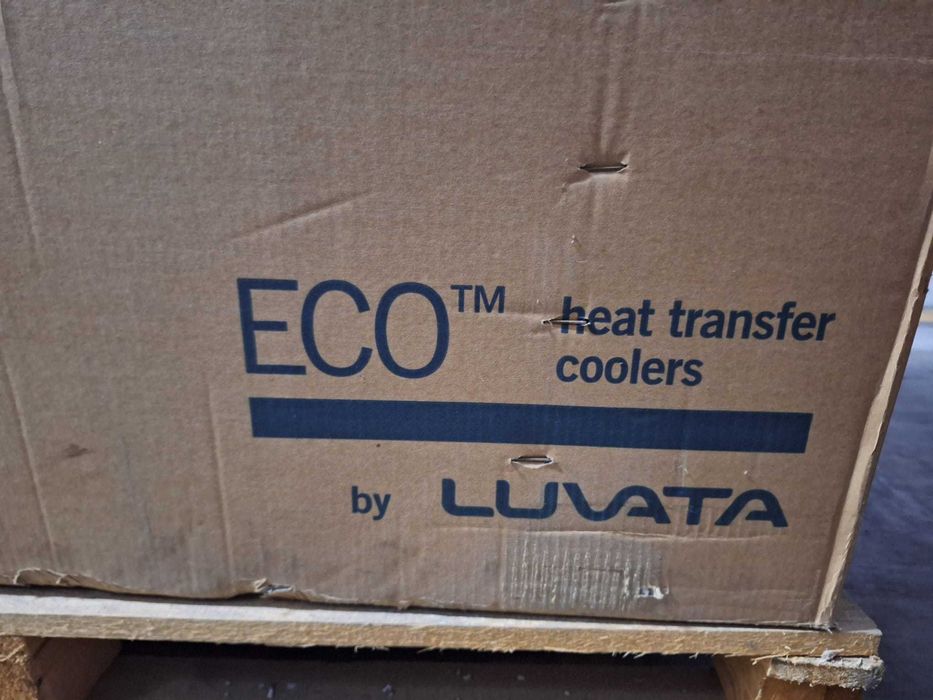 ECO™ heat transfer
coolers
by LUVATA